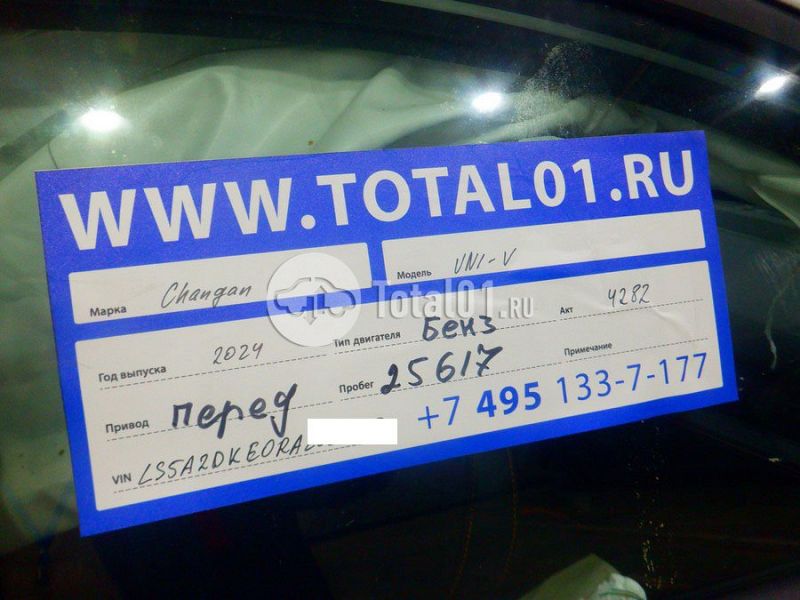 WWW.TOTAL01.RU
Марка Changan Модель UNI-V
Total01.RU
Год выпуска 2024 Тип двигателя Бенз Акт 4282
Привод перед Пробег 25617 Примечание
VIN LS5A2DKE0RA +7 495 133-7-177